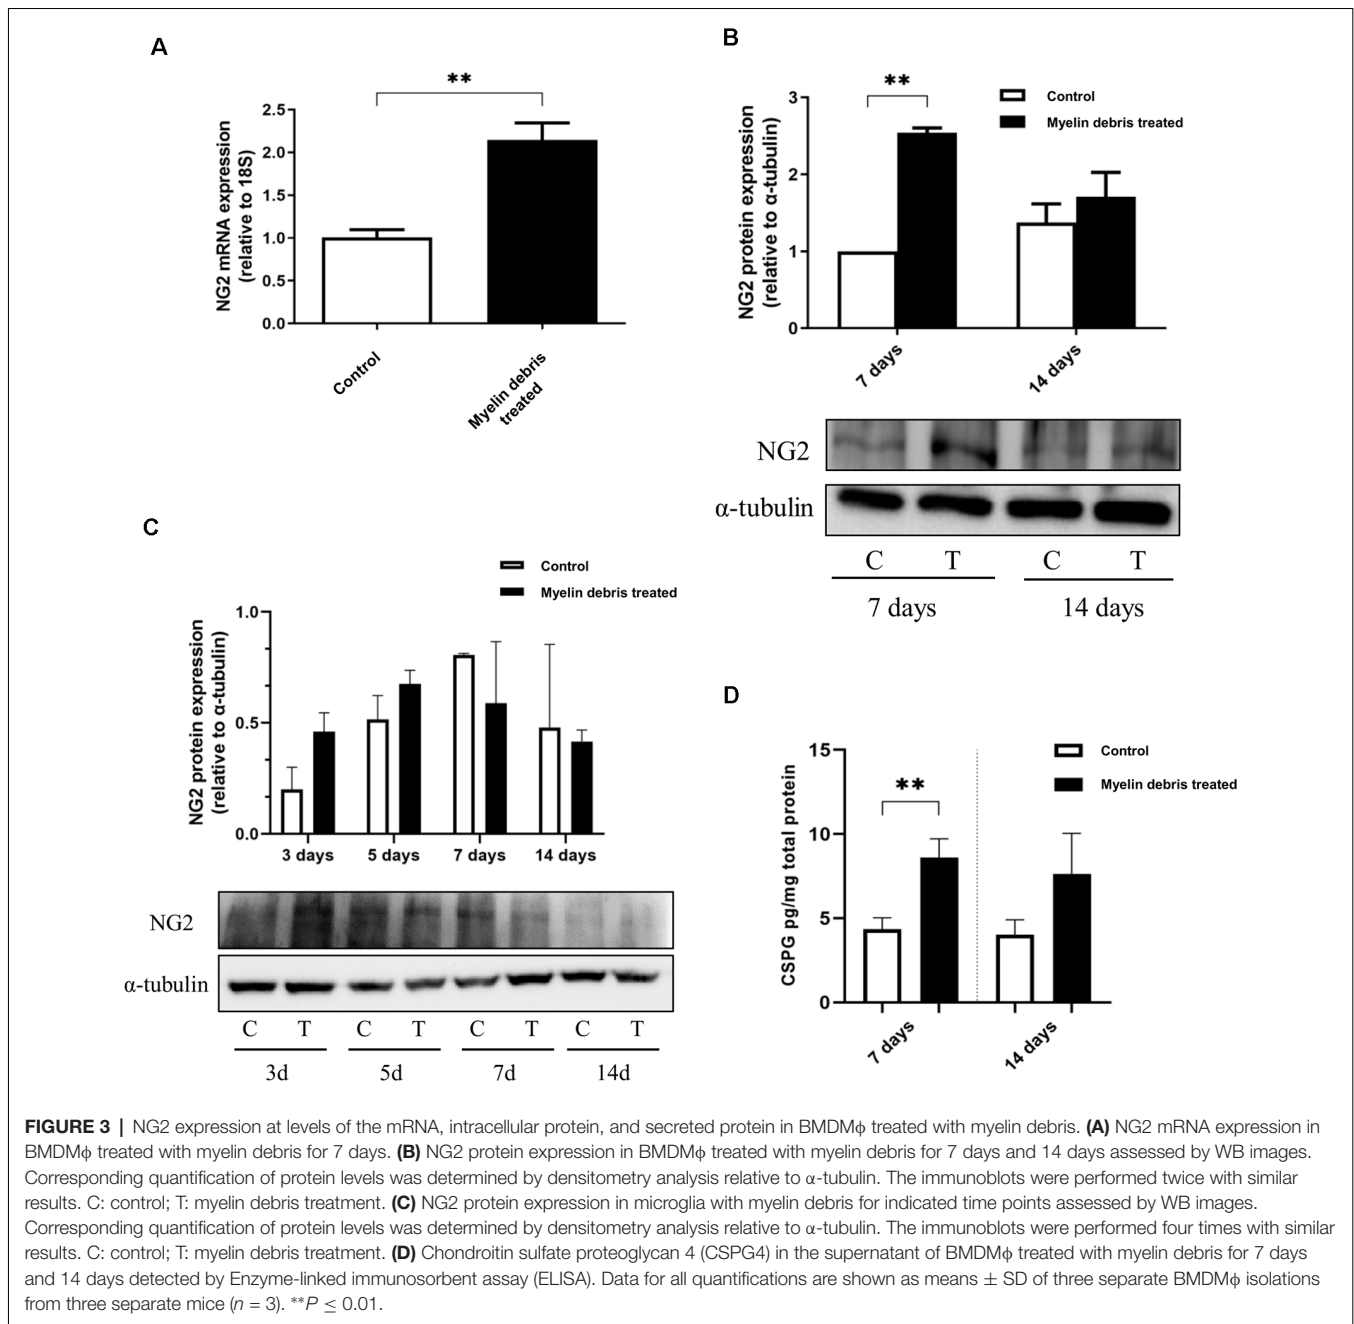 A
**
NG2 mRNA expression
(relative to 18S)
2.5
2.0
1.5
1.0
0.5
0.0
Control
Myelin debris
treated
B
**
Control
Myelin debris treated
NG2 protein expression
(relative to α-tubulin)
3
2
1
0
7 days
14 days
NG2
α-tubulin
C T C T
7 days 14 days
C
Control
Myelin debris treated
NG2 protein expression
(relative to α-tubulin)
1.0
0.5
0.0
3 days 5 days 7 days 14 days
NG2
α-tubulin
C T C T C T C T
3d 5d 7d 14d
D
Control
Myelin debris treated
**
CSPG pg/mg total protein
15
10
5
0
7 days
14 days
FIGURE 3 | NG2 expression at levels of the mRNA, intracellular protein, and secreted protein in BMDMϕ treated with myelin debris. (A) NG2 mRNA expression in
BMDMϕ treated with myelin debris for 7 days. (B) NG2 protein expression in BMDMϕ treated with myelin debris for 7 days and 14 days assessed by WB images.
Corresponding quantification of protein levels was determined by densitometry analysis relative to α-tubulin. The immunoblots were performed twice with similar
results. C: control; T: myelin debris treatment. (C) NG2 protein expression in microglia with myelin debris for indicated time points assessed by WB images.
Corresponding quantification of protein levels was determined by densitometry analysis relative to α-tubulin. The immunoblots were performed four times with similar
results. C: control; T: myelin debris treatment. (D) Chondroitin sulfate proteoglycan 4 (CSPG4) in the supernatant of BMDMϕ treated with myelin debris for 7 days
and 14 days detected by Enzyme-linked immunosorbent assay (ELISA). Data for all quantifications are shown as means ± SD of three separate BMDMϕ isolations
from three separate mice (n = 3). **P ≤ 0.01.